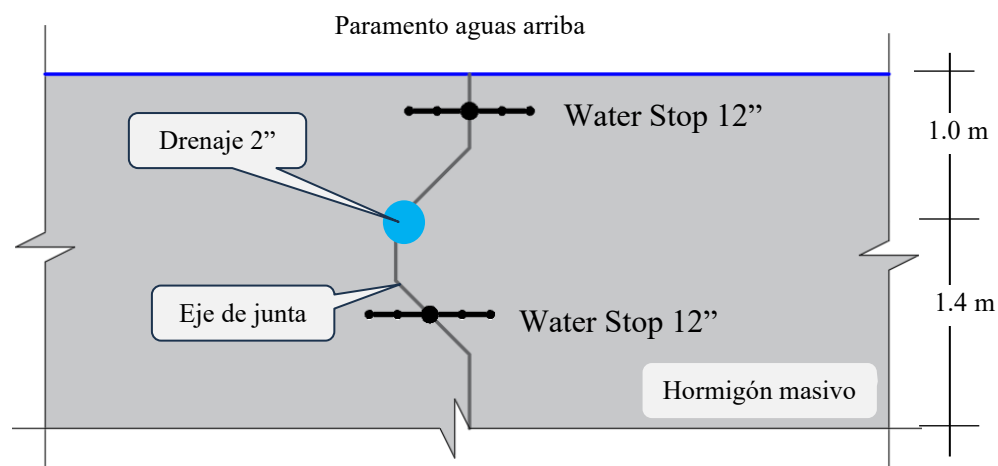 Paramento aguas arriba
Water Stop 12”
1.0 m
Drenaje 2”
Eje de junta
Water Stop 12”
1.4 m
Hormigón masivo